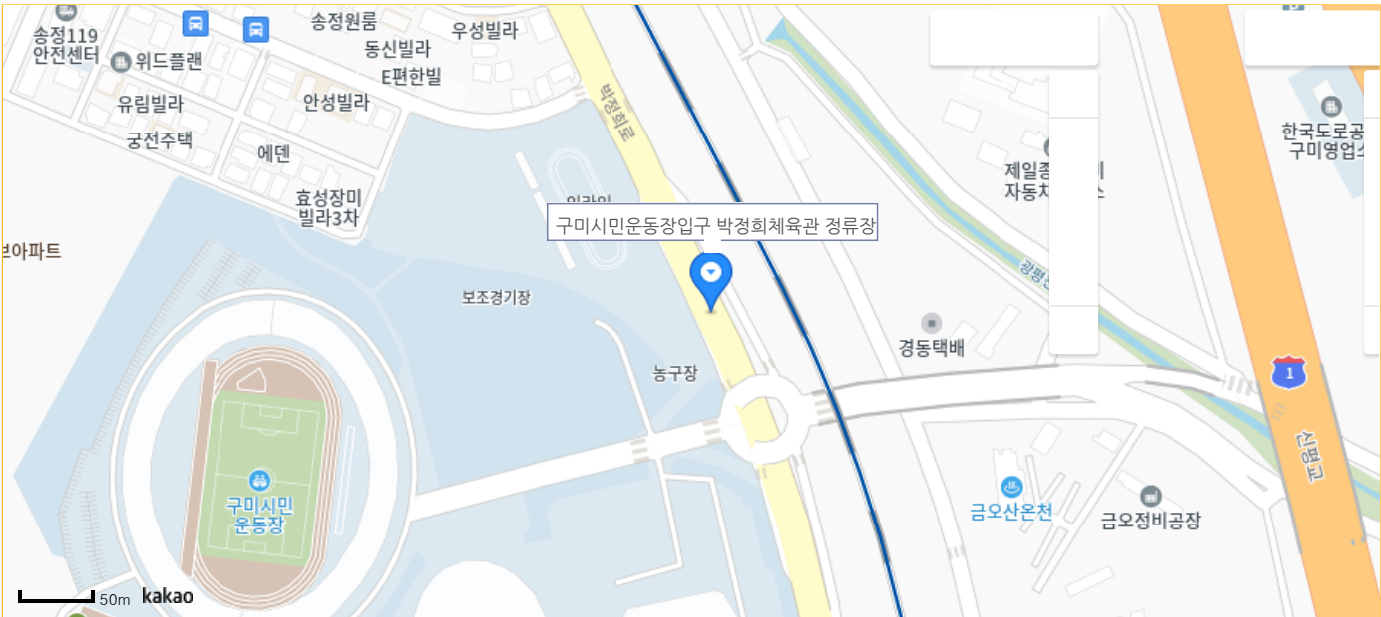 송정119
안전센터
위드플랜
송정원룸
동신빌라
E편한빌
우성빌라
유림빌라
궁전주택
안성빌라
에덴
효성장미
빌라3차
박정희로
구미시민운동장입구 박정희체육관 정류장
보조경기장
농구장
구미시민
운동장
경동택배
제일종
자동차
한국도로공
구미영업소
1
신평교
금오산온천
금오정비공장
50m
kakao